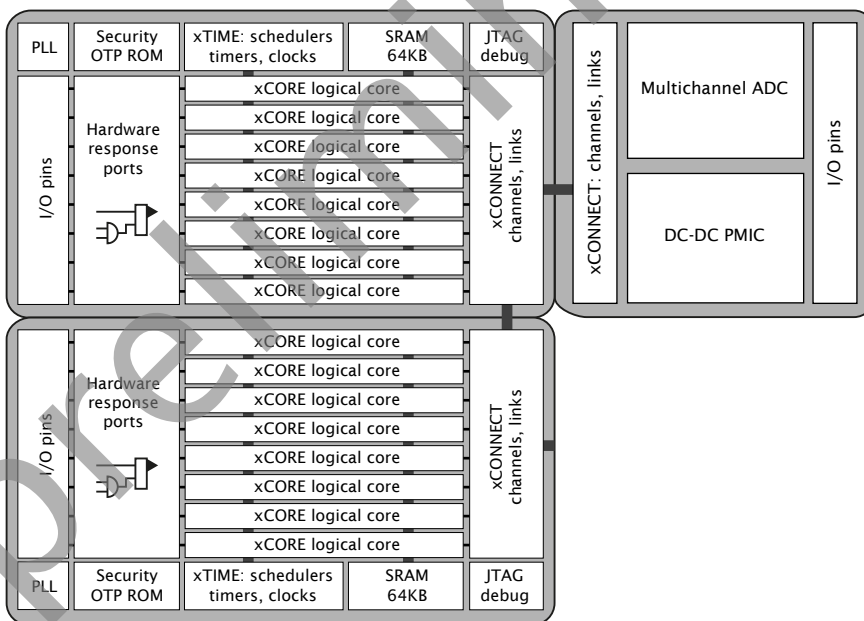 PLL
Security
OTP ROM
xTIME: schedulers
timers, clocks
SRAM
64KB
JTAG
debug
I/O pins
Hardware
response
ports
xCORE logical core
xCORE logical core
xCORE logical core
xCORE logical core
xCORE logical core
xCORE logical core
xCORE logical core
xCORE logical core
xCONNECT
channels, links
xCONNECT: channels, links
Multichannel ADC
DC-DC PMIC
I/O pins
I/O pins
Hardware
response
ports
xCORE logical core
xCORE logical core
xCORE logical core
xCORE logical core
xCORE logical core
xCORE logical core
xCORE logical core
xCORE logical core
xCONNECT
channels, links
PLL
Security
OTP ROM
xTIME: schedulers
timers, clocks
SRAM
64KB
JTAG
debug
prelimin